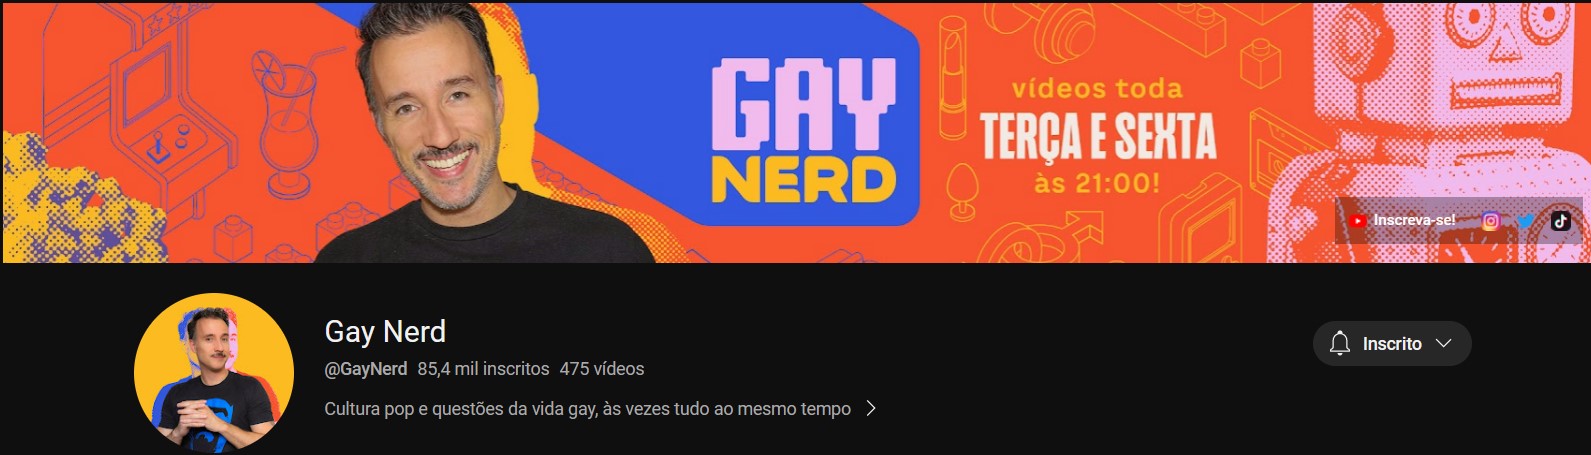 GAY
NERD
vídeos toda
TERÇA E SEXTA
às 21:00!
Inscreva-se!
Gay Nerd
@GayNerd 85,4 mil inscritos 475 vídeos
Inscrito
Cultura pop e questões da vida gay, às vezes tudo ao mesmo tempo